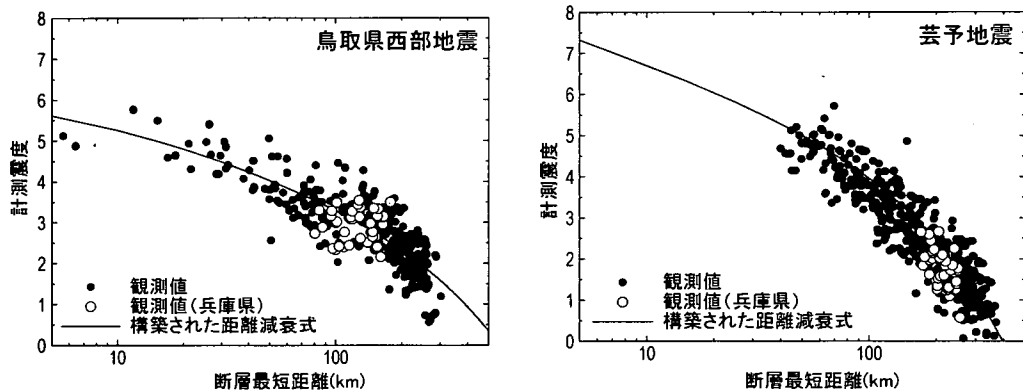 8
7
6
5
4
3
2
1
0
10
100
計測震度
断層最短距離(km)
鳥取県西部地震
観測値
観測値(兵庫県)
構築された距離減衰式
8
7
6
5
4
3
2
1
0
10
100
計測震度
断層最短距離(km)
芸予地震
観測値
観測値(兵庫県)
構築された距離減衰式